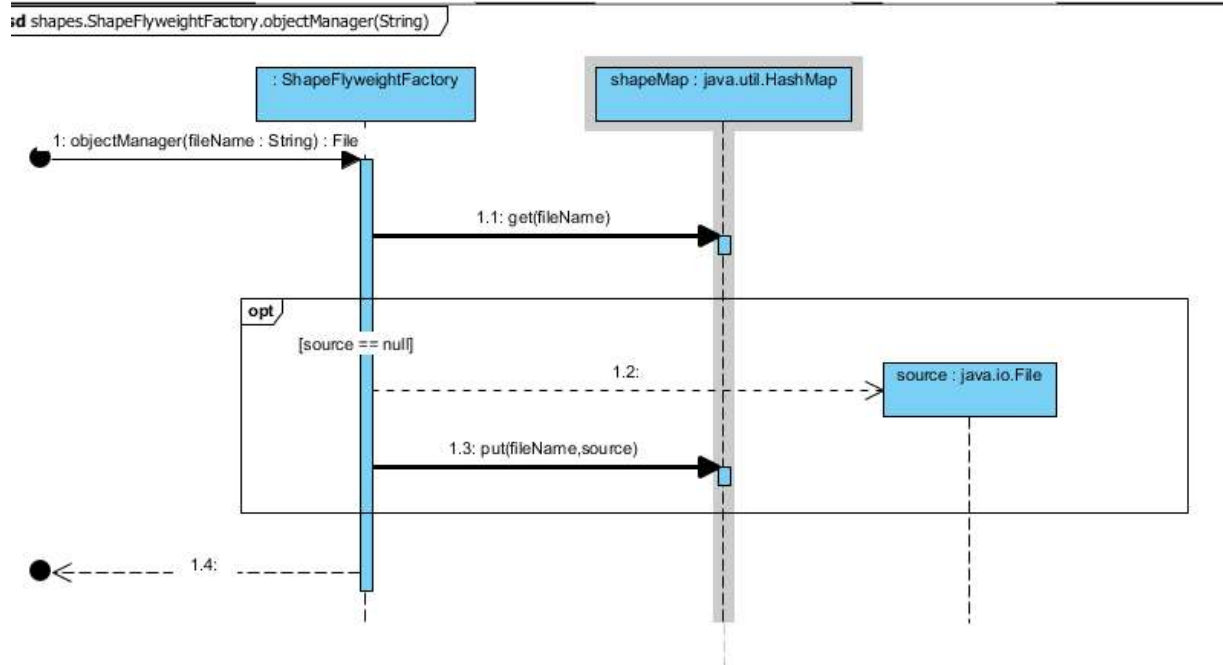 sd shapes.ShapeFlyweightFactory.objectManager(String)
: ShapeFlyweightFactory
shapeMap : java.util.HashMap
1: objectManager(fileName : String) : File
1.1: get(fileName)
opt
[source == null]
1.2:
source : java.io.File
1.3: put(fileName,source)
1.4: